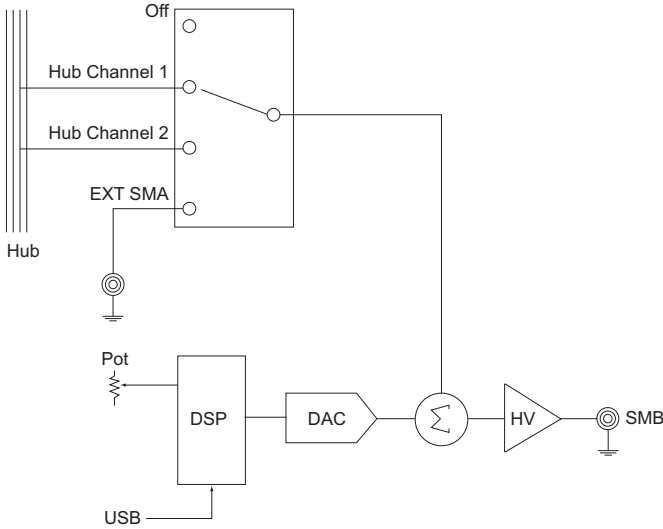 Off
Hub Channel 1
Hub Channel 2
EXT SMA
Hub
Pot
DSP
DAC
Σ
HV
SMB
USB